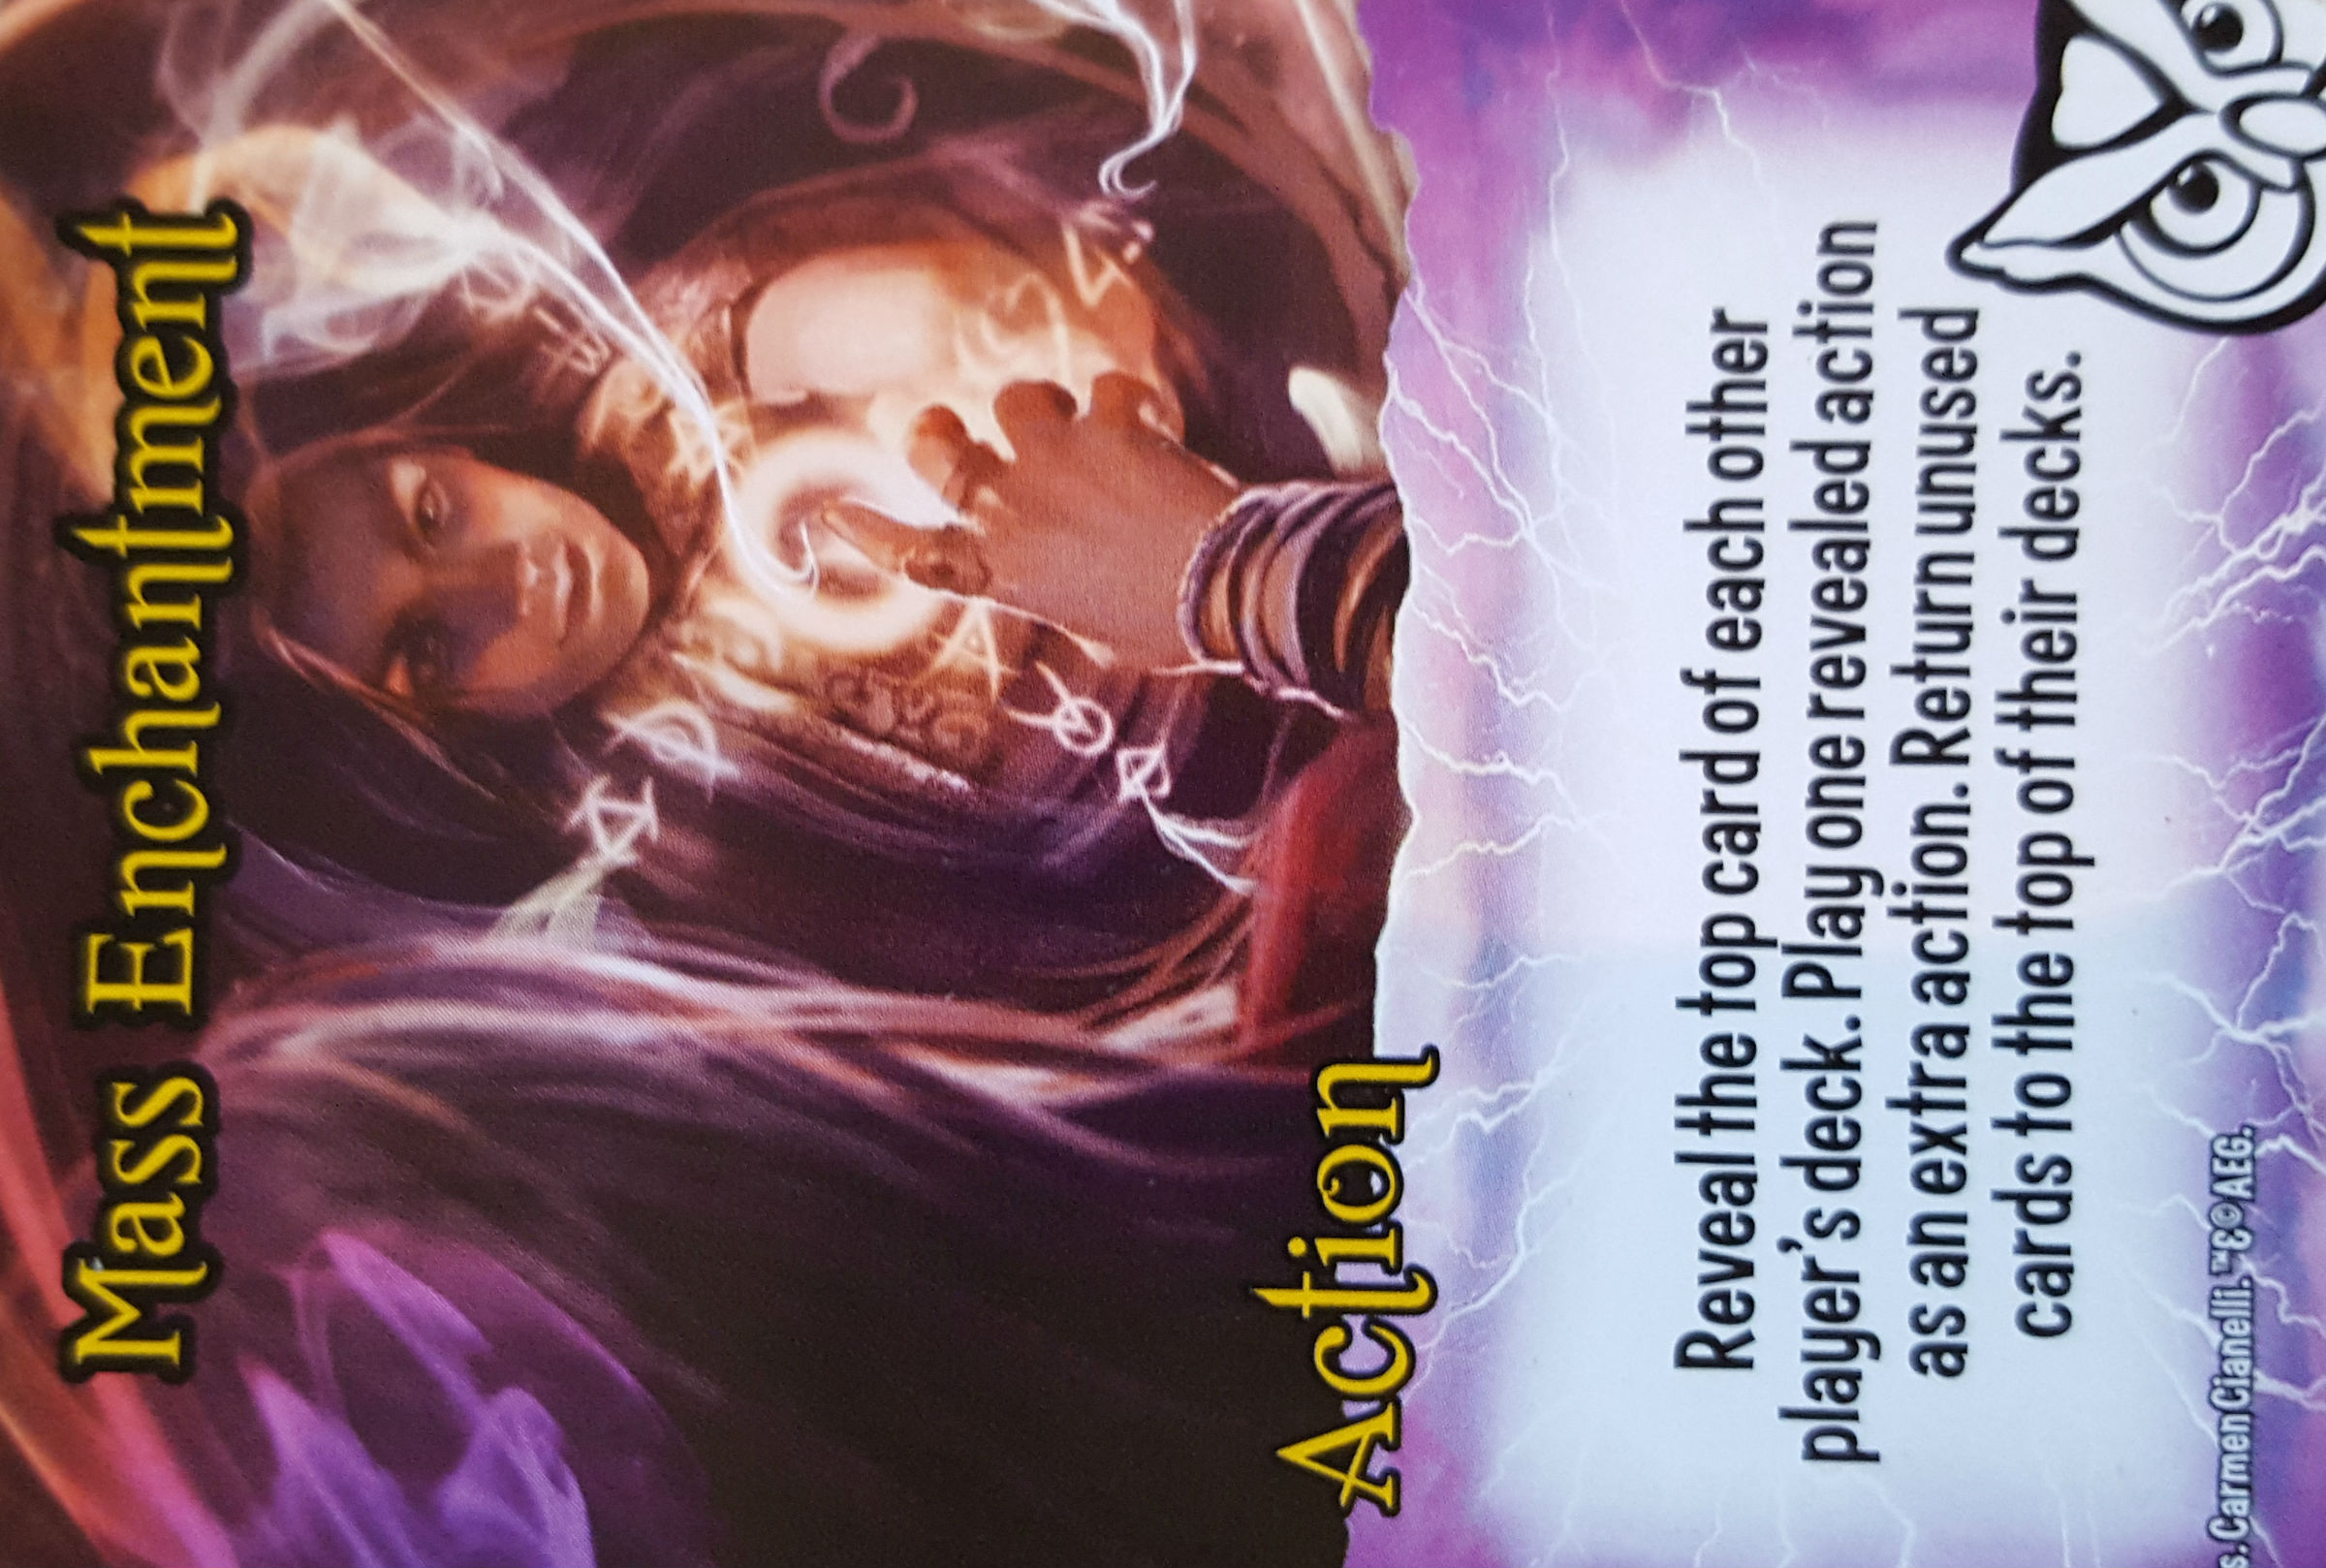 Mass Enchantment
Action
Reveal the top card of each other
player's deck. Play one revealed action
as an extra action. Return unused
cards to the top of their decks.
s. Carmen Cianelli.™&© AEG.